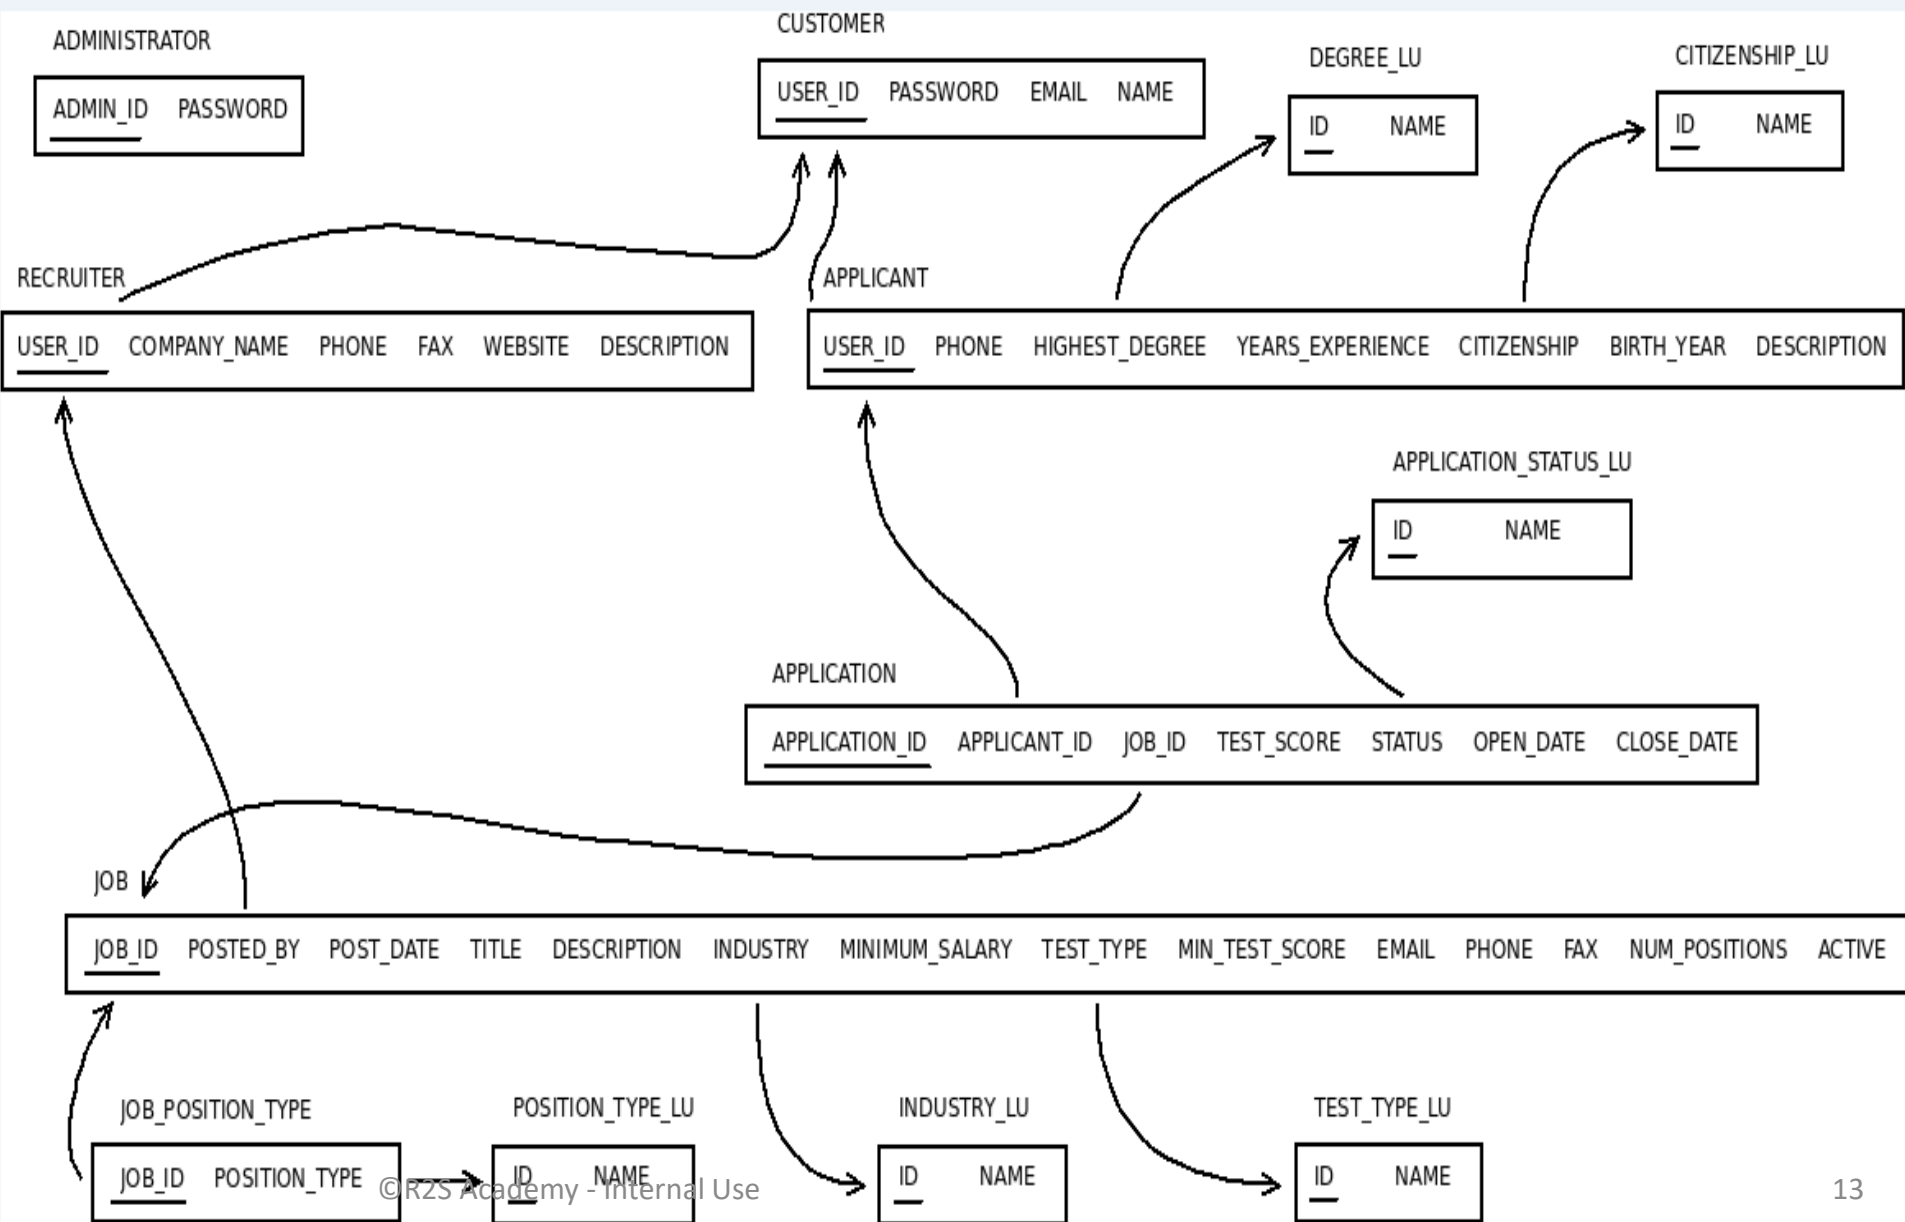 ADMINISTRATOR
ADMIN_ID PASSWORD
CUSTOMER
USER_ID PASSWORD EMAIL NAME
DEGREE_LU
ID NAME
CITIZENSHIP_LU
ID NAME
RECRUITER
USER_ID COMPANY_NAME PHONE FAX WEBSITE DESCRIPTION
APPLICANT
USER_ID PHONE HIGHEST_DEGREE YEARS_EXPERIENCE CITIZENSHIP BIRTH_YEAR DESCRIPTION
APPLICATION_STATUS_LU
ID NAME
APPLICATION
APPLICATION_ID APPLICANT_ID JOB_ID TEST_SCORE STATUS OPEN_DATE CLOSE_DATE
JOB
JOB_ID POSTED_BY POST_DATE TITLE DESCRIPTION INDUSTRY MINIMUM_SALARY TEST_TYPE MIN_TEST_SCORE EMAIL PHONE FAX NUM_POSITIONS ACTIVE
JOB_POSITION_TYPE
JOB_ID POSITION_TYPE
POSITION_TYPE_LU
ID NAME
INDUSTRY_LU
ID NAME
TEST_TYPE_LU
ID NAME
©R2S Academy - Internal Use
13